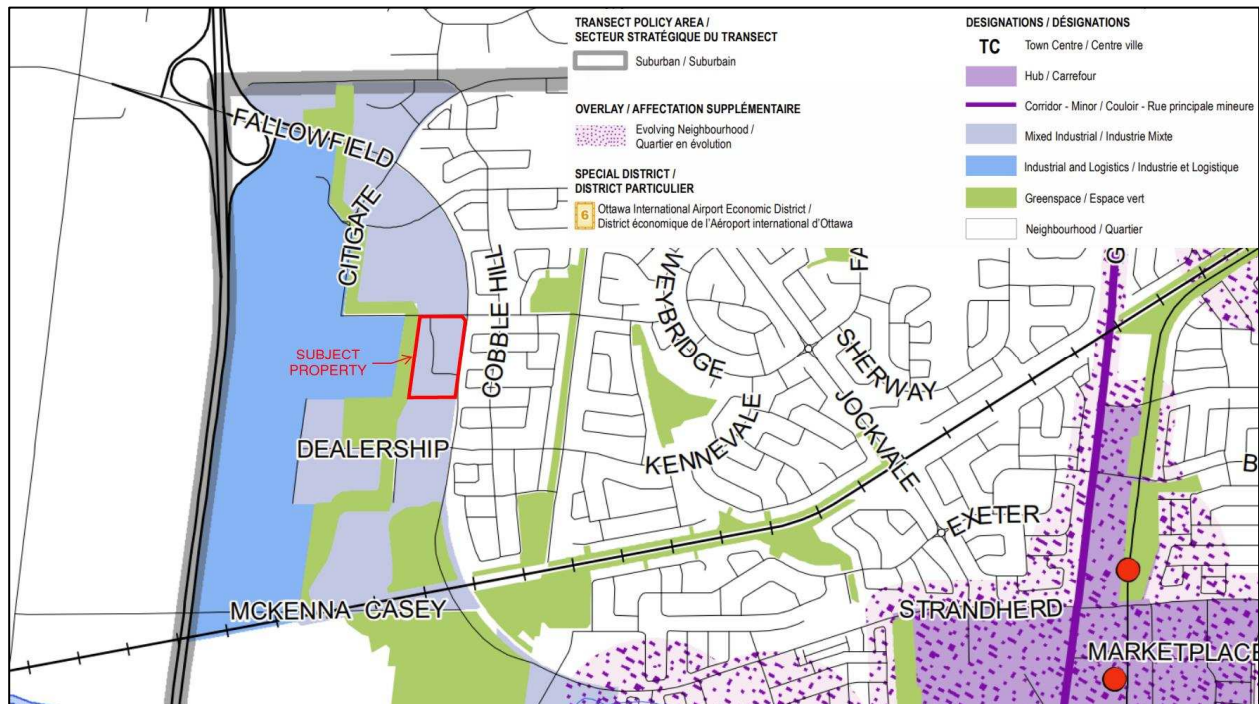 TRANSECT POLICY AREA /
SECTEUR STRATÉGIQUE DU TRANSECT
Suburban / Suburbain
OVERLAY / AFFECTATION SUPPLÉMENTAIRE
Evolving Neighbourhood /
Quartier en évolution
SPECIAL DISTRICT /
DISTRICT PARTICULIER
6
Ottawa International Airport Economic District /
District économique de l'Aéroport international d'Ottawa
DESIGNATIONS / DÉSIGNATIONS
TC Town Centre / Centre ville
Hub / Carrefour
Corridor - Minor / Couloir - Rue principale mineure
Mixed Industrial / Industrie Mixte
Industrial and Logistics / Industrie et Logistique
Greenspace / Espace vert
Neighbourhood / Quartier
FALLOWFIELD
CITIGATE
COBBLE HILL
WEYBRIDGE
FA
G
SHERWAY
SUBJECT
PROPERTY
JOCKVALE
KENNEVALE
DEALERSHIP
B
EXETER
MCKENNA CASEY
STRANDHERD
MARKETPLACE